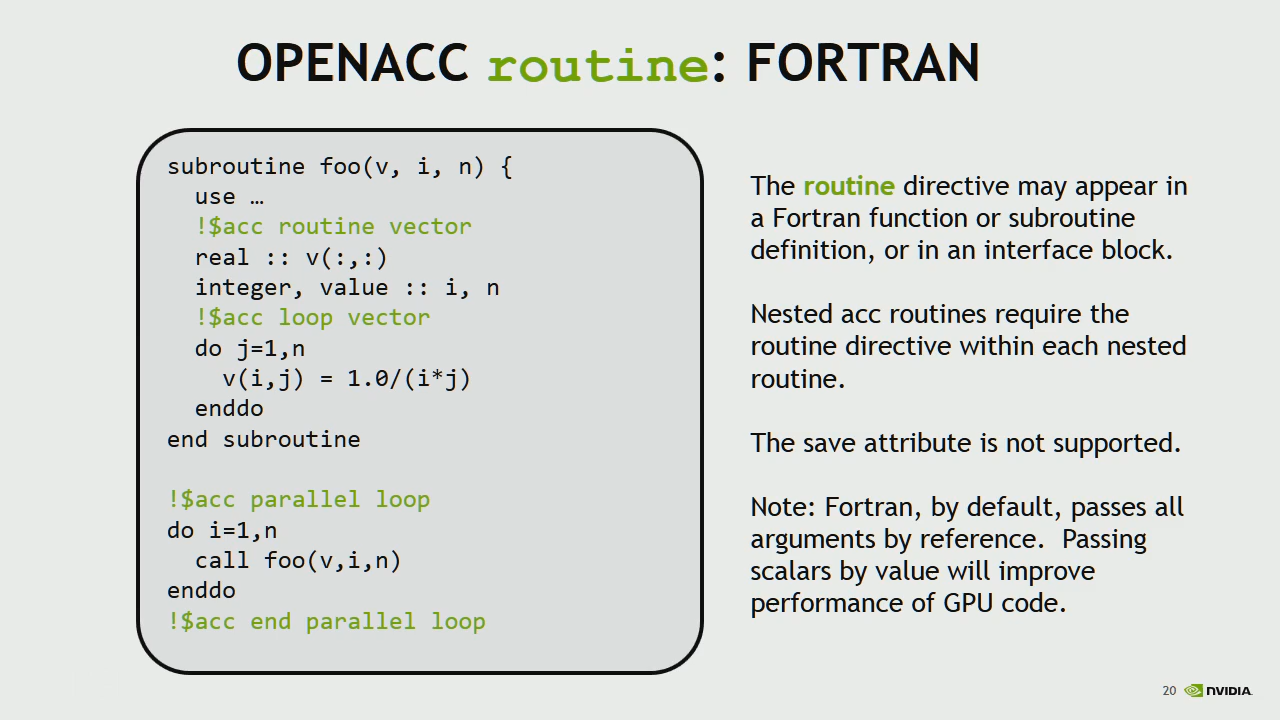 OPENACC routine: FORTRAN
subroutine foo(v, i, n) {
  use …
  !$acc routine vector
  real :: v(:,:)
  integer, value :: i, n
  !$acc loop vector
  do j=1,n
    v(i,j) = 1.0/(i*j)
  enddo
end subroutine
!$acc parallel loop
do i=1,n
  call foo(v,i,n)
enddo
!$acc end parallel loop
The routine directive may appear in
a Fortran function or subroutine
definition, or in an interface block.
Nested acc routines require the
routine directive within each nested
routine.
The save attribute is not supported.
Note: Fortran, by default, passes all
arguments by reference.  Passing
scalars by value will improve
performance of GPU code.
20 NVIDIA.